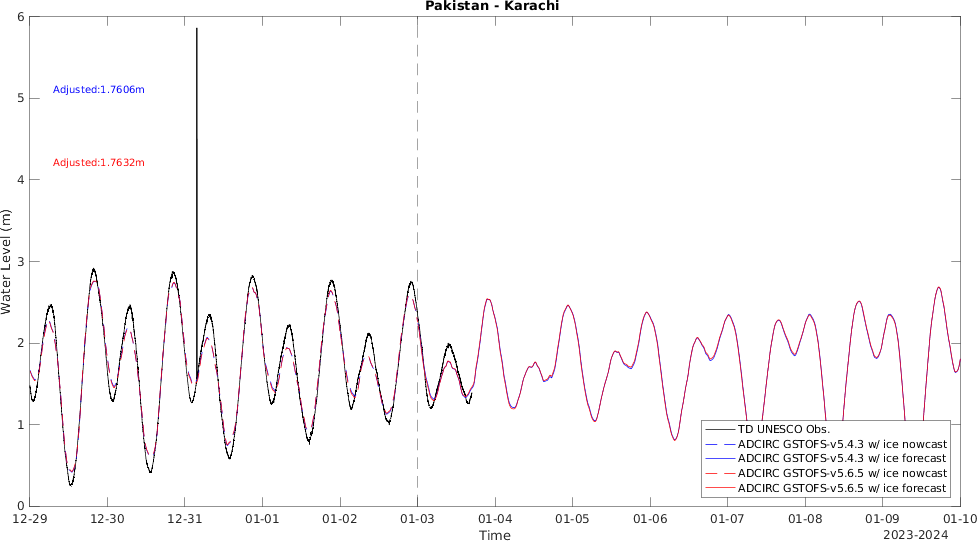 Pakistan - Karachi
6
5
4
3
2
1
0
Water Level (m)
Adjusted:1.7606m
Adjusted:1.7632m
TD UNESCO Obs.
ADCIRC GSTOFS-v5.4.3 w/ ice nowcast
ADCIRC GSTOFS-v5.4.3 w/ ice forecast
ADCIRC GSTOFS-v5.6.5 w/ ice nowcast
ADCIRC GSTOFS-v5.6.5 w/ ice forecast
12-29 12-30 12-31 01-01 01-02 01-03 01-04 01-05 01-06 01-07 01-08 01-09 01-10
Time
2023-2024